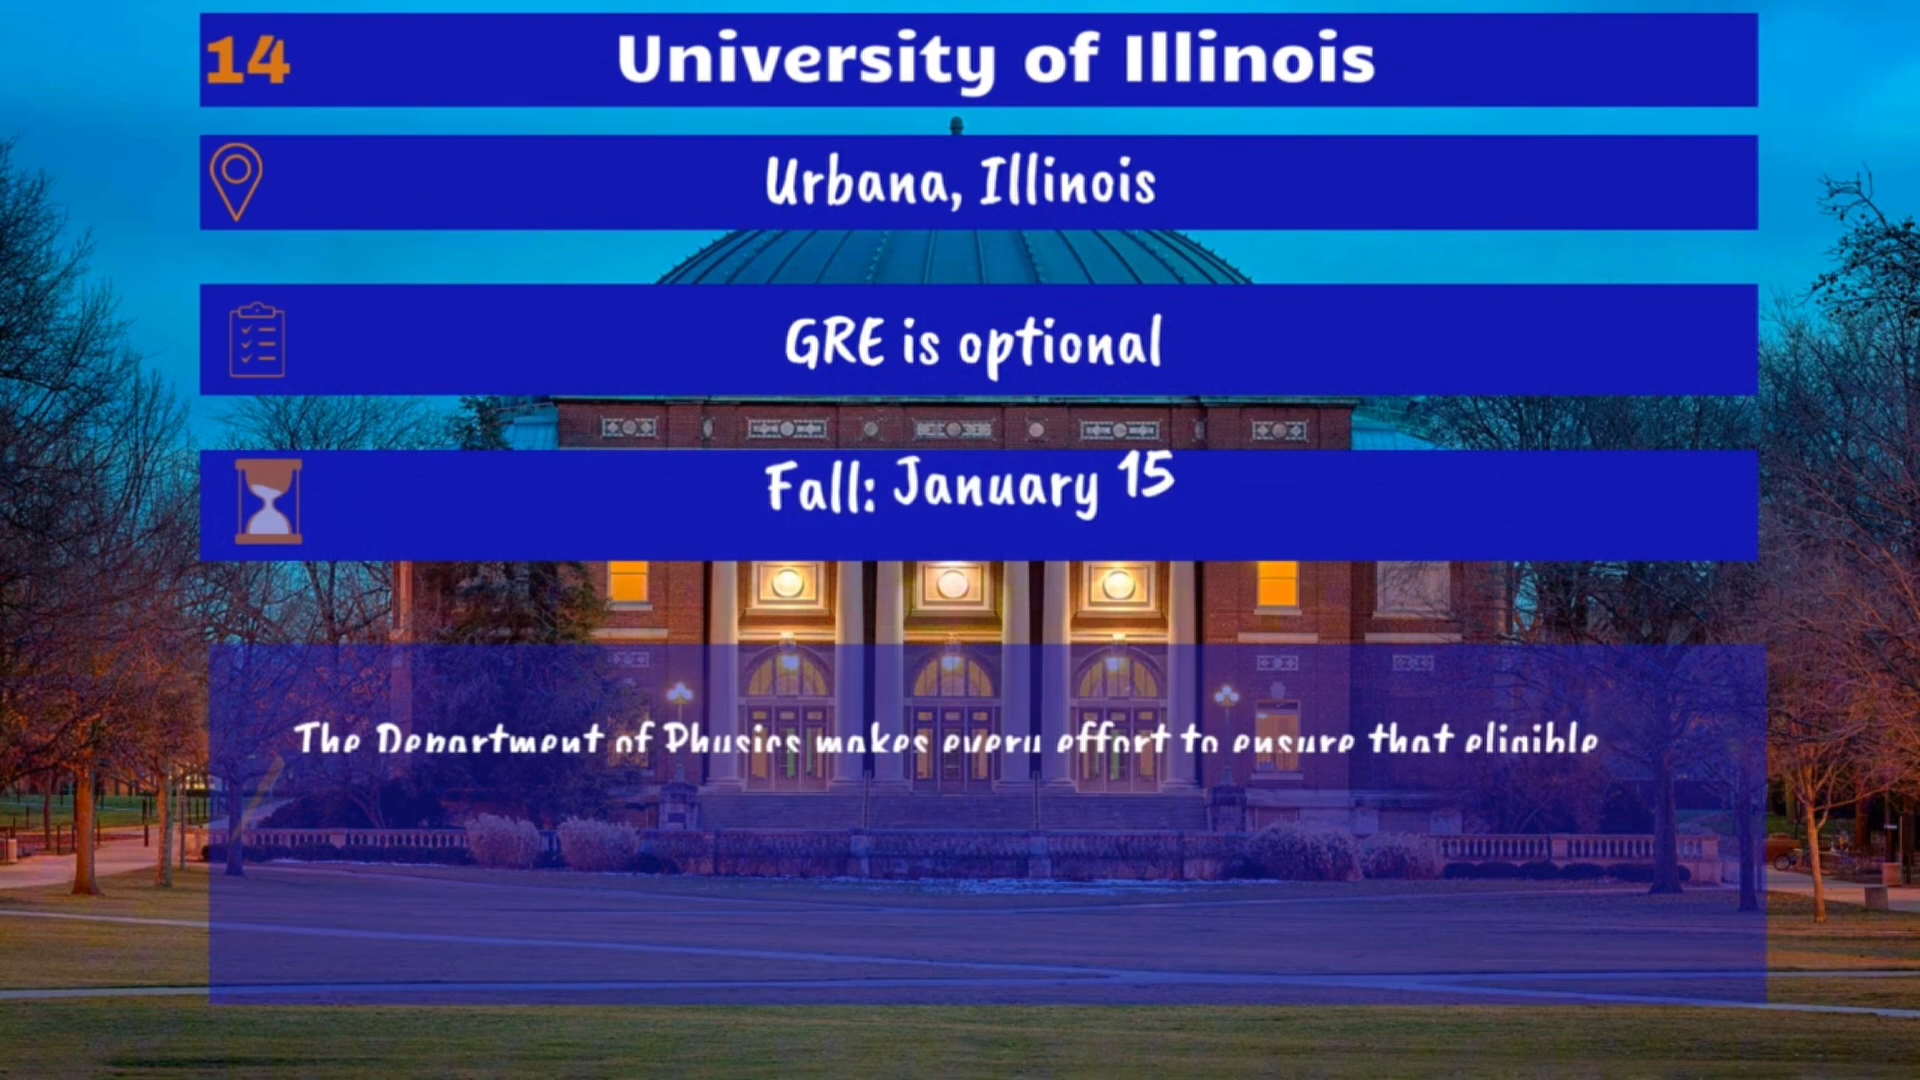 14 University of Illinois
Urbana, Illinois
GRE is optional
Fall: January 15
The Department of Physics makes every effort to ensure that eligible